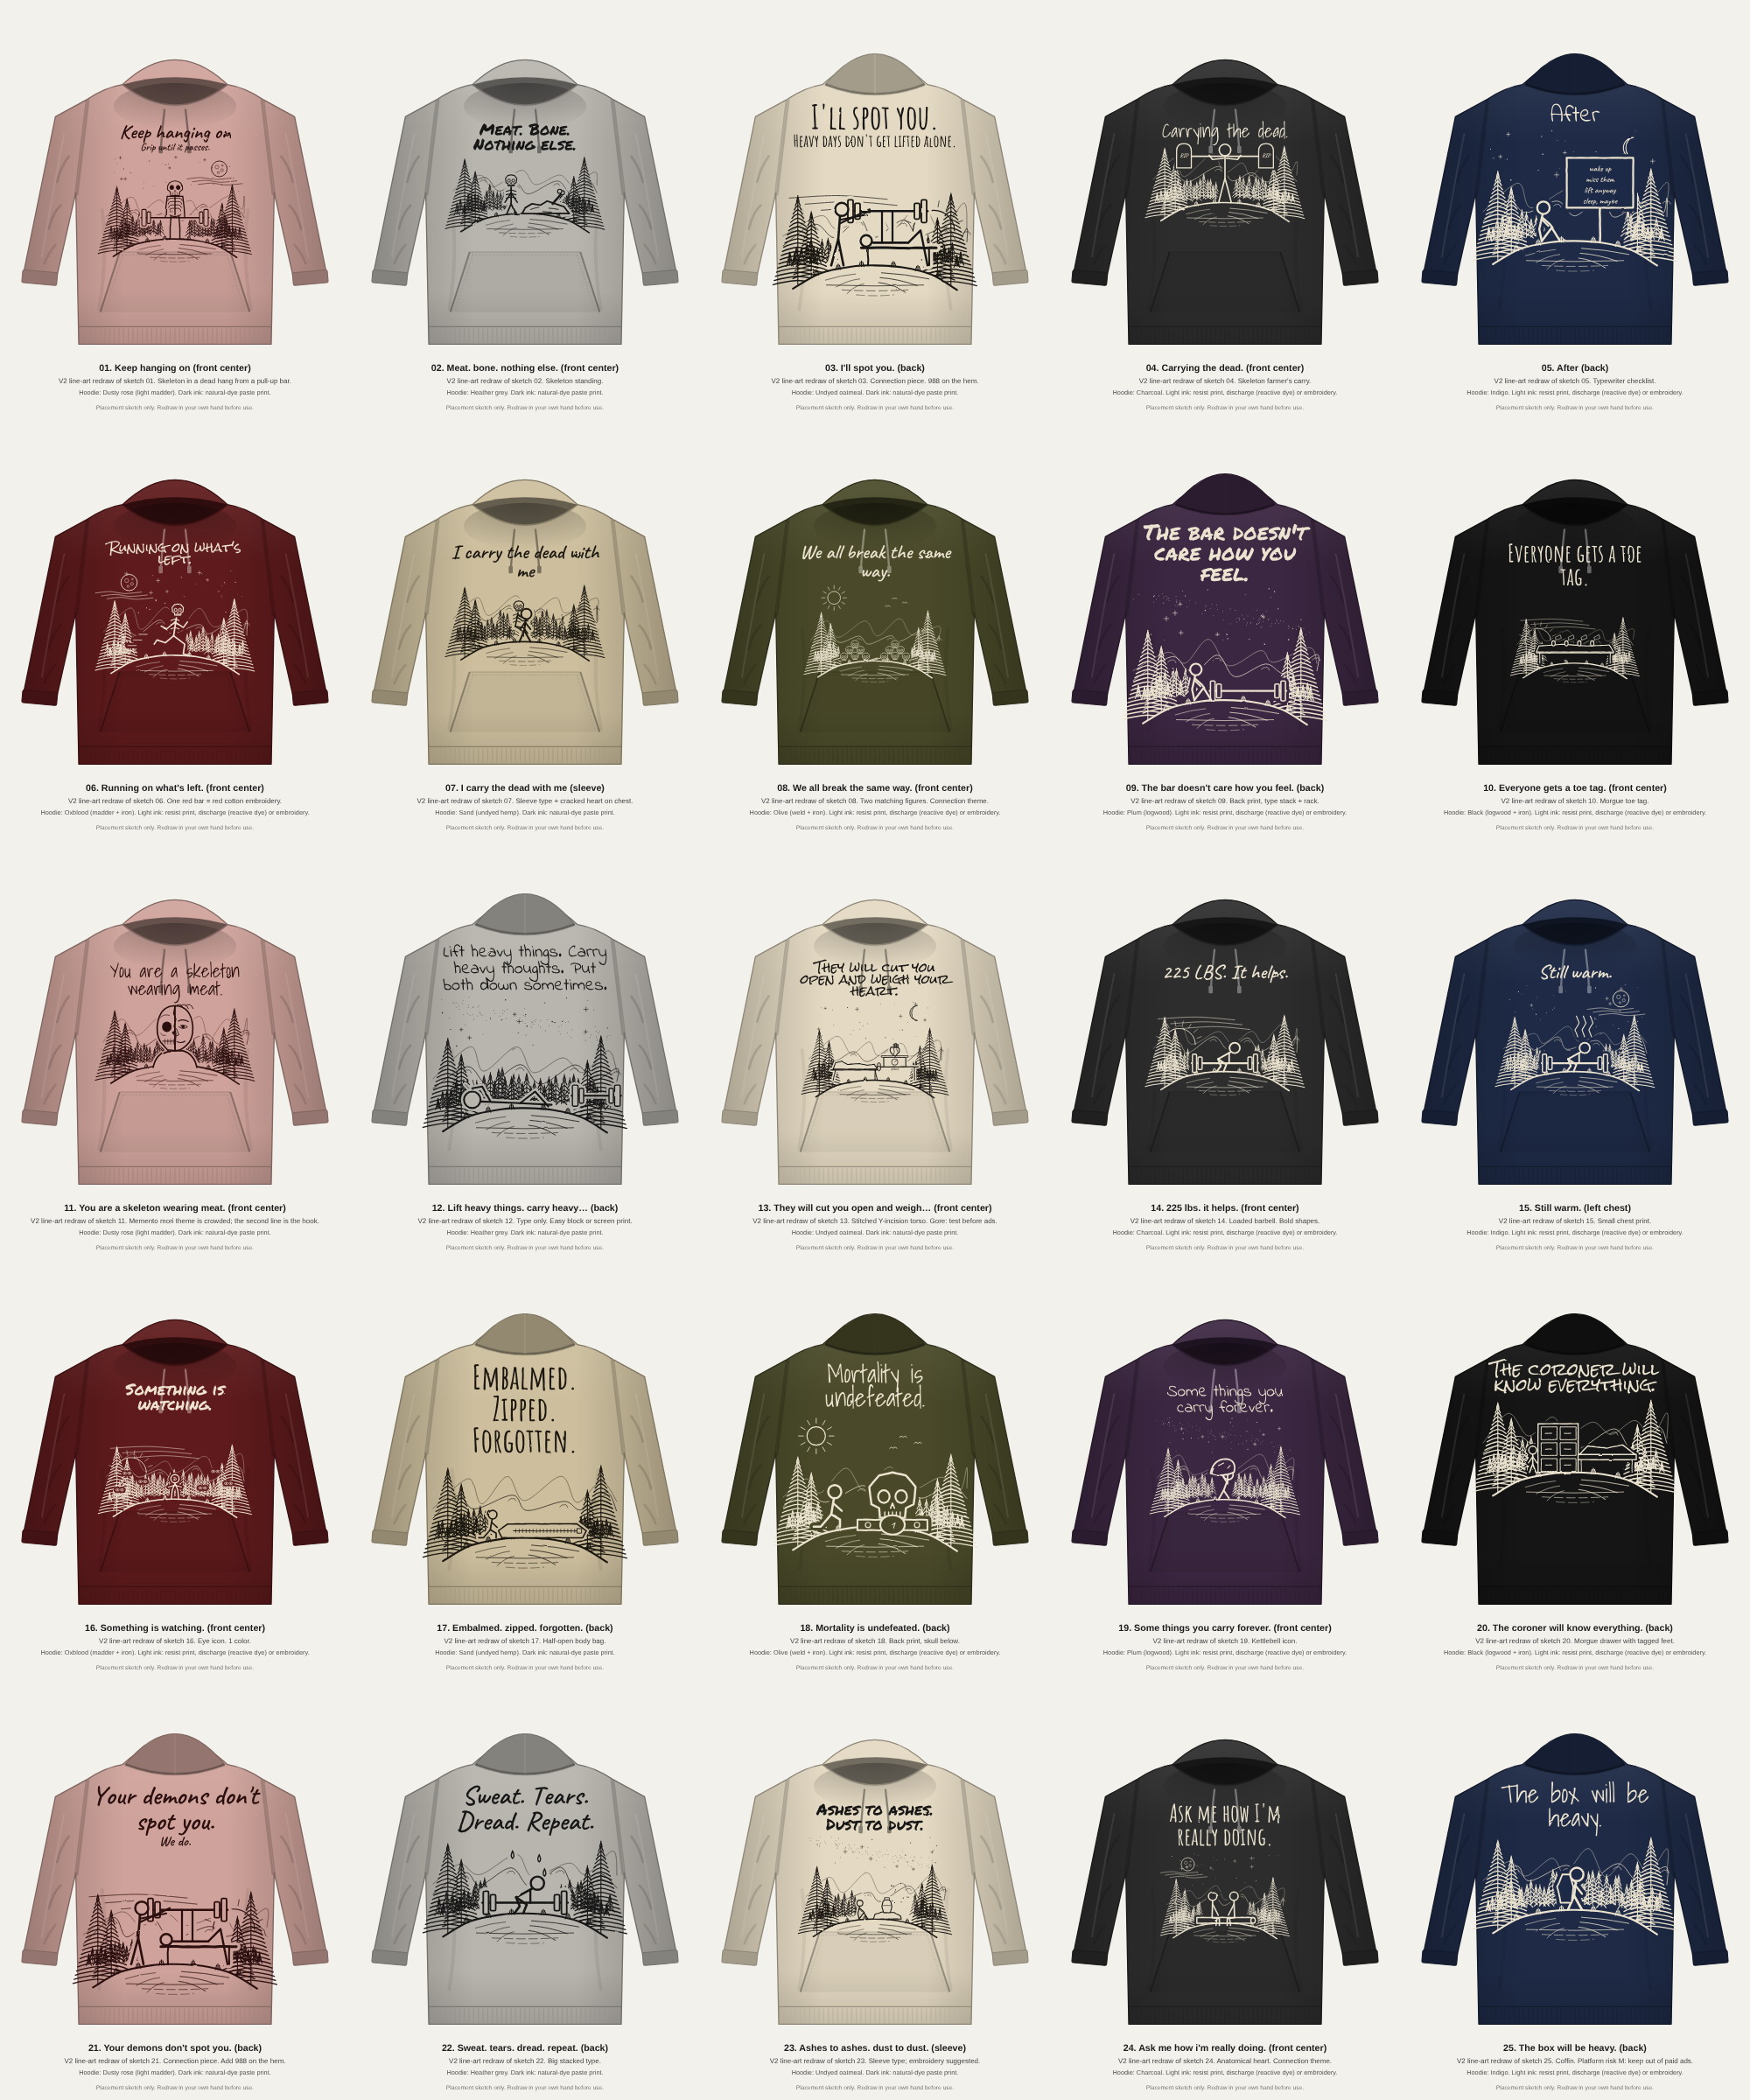 Keep hanging on
Grip until it passes.
01. Keep hanging on (front center)
V2 line-art redraw of sketch 01. Skeleton in a dead hang from a pull-up bar.
Hoodie: Dusty rose (light madder). Dark ink: natural-dye paste print.
Placement sketch only. Redraw in your own hand before use.
Meat. Bone.
Nothing else.
02. Meat. bone. nothing else. (front center)
V2 line-art redraw of sketch 02. Skeleton standing.
Hoodie: Heather grey. Dark ink: natural-dye paste print.
Placement sketch only. Redraw in your own hand before use.
I'll spot you.
Heavy days don't get lifted alone.
03. I'll spot you. (back)
V2 line-art redraw of sketch 03. Connection piece. 988 on the hem.
Hoodie: Undyed oatmeal. Dark ink: natural-dye paste print.
Placement sketch only. Redraw in your own hand before use.
Carrying the dead.
RIP
RIP
04. Carrying the dead. (front center)
V2 line-art redraw of sketch 04. Skeleton farmer's carry.
Hoodie: Charcoal. Light ink: resist print, discharge (reactive dye) or embroidery.
Placement sketch only. Redraw in your own hand before use.
After
wake up
miss them
lift anyway
sleep, maybe
05. After (back)
V2 line-art redraw of sketch 05. Typewriter checklist.
Hoodie: Indigo. Light ink: resist print, discharge (reactive dye) or embroidery.
Placement sketch only. Redraw in your own hand before use.
Running on what's
left.
06. Running on what's left. (front center)
V2 line-art redraw of sketch 06. One red bar = red cotton embroidery.
Hoodie: Oxblood (madder + iron). Light ink: resist print, discharge (reactive dye) or embroidery.
Placement sketch only. Redraw in your own hand before use.
I carry the dead with
me
07. I carry the dead with me (sleeve)
V2 line-art redraw of sketch 07. Sleeve type + cracked heart on chest.
Hoodie: Sand (undyed hemp). Dark ink: natural-dye paste print.
Placement sketch only. Redraw in your own hand before use.
We all break the same
way.
08. We all break the same way. (front center)
V2 line-art redraw of sketch 08. Two matching figures. Connection theme.
Hoodie: Olive (weld + iron). Light ink: resist print, discharge (reactive dye) or embroidery.
Placement sketch only. Redraw in your own hand before use.
The bar doesn't
care how you
feel.
09. The bar doesn't care how you feel. (back)
V2 line-art redraw of sketch 09. Back print, type stack + rack.
Hoodie: Plum (logwood). Light ink: resist print, discharge (reactive dye) or embroidery.
Placement sketch only. Redraw in your own hand before use.
Everyone gets a toe
tag.
10. Everyone gets a toe tag. (front center)
V2 line-art redraw of sketch 10. Morgue toe tag.
Hoodie: Black (logwood + iron). Light ink: resist print, discharge (reactive dye) or embroidery.
Placement sketch only. Redraw in your own hand before use.
You are a skeleton
wearing meat.
11. You are a skeleton wearing meat. (front center)
V2 line-art redraw of sketch 11. Memento mori theme is crowded; the second line is the hook.
Hoodie: Dusty rose (light madder). Dark ink: natural-dye paste print.
Placement sketch only. Redraw in your own hand before use.
Lift heavy things. Carry
heavy thoughts. Put
both down sometimes.
12. Lift heavy things. carry heavy… (back)
V2 line-art redraw of sketch 12. Type only. Easy block or screen print.
Hoodie: Heather grey. Dark ink: natural-dye paste print.
Placement sketch only. Redraw in your own hand before use.
They will cut you
open and weigh your
heart.
13. They will cut you open and weigh… (front center)
V2 line-art redraw of sketch 13. Stitched Y-incision torso. Gore: test before ads.
Hoodie: Undyed oatmeal. Dark ink: natural-dye paste print.
Placement sketch only. Redraw in your own hand before use.
225 LBS. It helps.
14. 225 lbs. it helps. (front center)
V2 line-art redraw of sketch 14. Loaded barbell. Bold shapes.
Hoodie: Charcoal. Light ink: resist print, discharge (reactive dye) or embroidery.
Placement sketch only. Redraw in your own hand before use.
Still warm.
15. Still warm. (left chest)
V2 line-art redraw of sketch 15. Small chest print.
Hoodie: Indigo. Light ink: resist print, discharge (reactive dye) or embroidery.
Placement sketch only. Redraw in your own hand before use.
Something is
watching.
16. Something is watching. (front center)
V2 line-art redraw of sketch 16. Eye icon. 1 color.
Hoodie: Oxblood (madder + iron). Light ink: resist print, discharge (reactive dye) or embroidery.
Placement sketch only. Redraw in your own hand before use.
Embalmed.
Zipped.
Forgotten.
17. Embalmed. zipped. forgotten. (back)
V2 line-art redraw of sketch 17. Half-open body bag.
Hoodie: Sand (undyed hemp). Dark ink: natural-dye paste print.
Placement sketch only. Redraw in your own hand before use.
Mortality is
undefeated.
18. Mortality is undefeated. (back)
V2 line-art redraw of sketch 18. Back print, skull below.
Hoodie: Olive (weld + iron). Light ink: resist print, discharge (reactive dye) or embroidery.
Placement sketch only. Redraw in your own hand before use.
Some things you
carry forever.
19. Some things you carry forever. (front center)
V2 line-art redraw of sketch 19. Kettlebell icon.
Hoodie: Plum (logwood). Light ink: resist print, discharge (reactive dye) or embroidery.
Placement sketch only. Redraw in your own hand before use.
The coroner will
know everything.
20. The coroner will know everything. (back)
V2 line-art redraw of sketch 20. Morgue drawer with tagged feet.
Hoodie: Black (logwood + iron). Light ink: resist print, discharge (reactive dye) or embroidery.
Placement sketch only. Redraw in your own hand before use.
Your demons don't
spot you.
We do.
21. Your demons don't spot you. (back)
V2 line-art redraw of sketch 21. Connection piece. Add 988 on the hem.
Hoodie: Dusty rose (light madder). Dark ink: natural-dye paste print.
Placement sketch only. Redraw in your own hand before use.
Sweat. Tears.
Dread. Repeat.
22. Sweat. tears. dread. repeat. (back)
V2 line-art redraw of sketch 22. Big stacked type.
Hoodie: Heather grey. Dark ink: natural-dye paste print.
Placement sketch only. Redraw in your own hand before use.
Ashes to ashes.
Dust to dust.
23. Ashes to ashes. dust to dust. (sleeve)
V2 line-art redraw of sketch 23. Sleeve type; embroidery suggested.
Hoodie: Undyed oatmeal. Dark ink: natural-dye paste print.
Placement sketch only. Redraw in your own hand before use.
Ask me how I'm
really doing.
24. Ask me how i'm really doing. (front center)
V2 line-art redraw of sketch 24. Anatomical heart. Connection theme.
Hoodie: Charcoal. Light ink: resist print, discharge (reactive dye) or embroidery.
Placement sketch only. Redraw in your own hand before use.
The box will be
heavy.
25. The box will be heavy. (back)
V2 line-art redraw of sketch 25. Coffin. Platform risk M: keep out of paid ads.
Hoodie: Indigo. Light ink: resist print, discharge (reactive dye) or embroidery.
Placement sketch only. Redraw in your own hand before use.